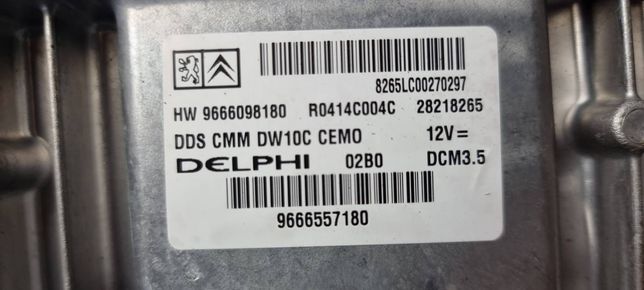 8265LC00270297
HW 9666098180 R0414C004C 28218265
DDS CMM DW10C CEMO 12V=
DELPHI 02B0 DCM3.5
9666557180